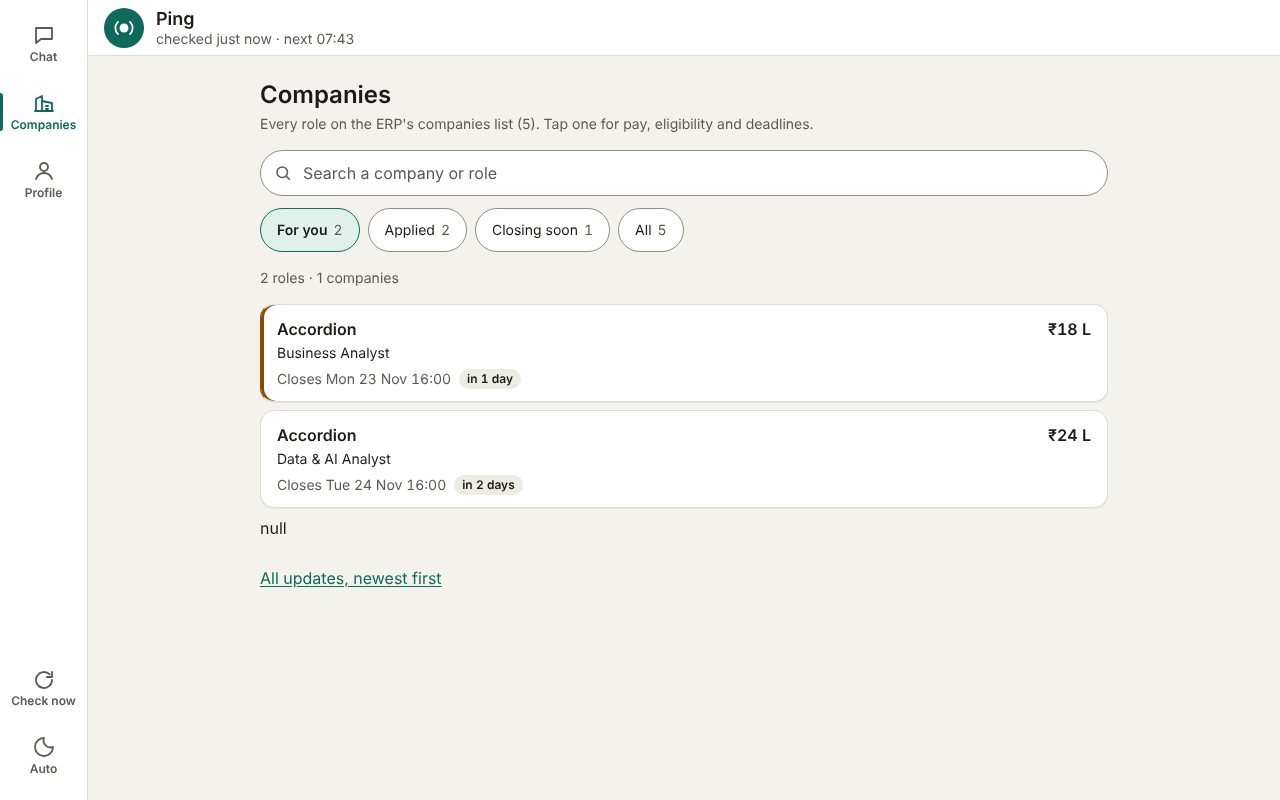 Chat
Companies
Profile
Check now
Auto
Ping
checked just now · next 07:43
Companies
Every role on the ERP's companies list (5). Tap one for pay, eligibility and deadlines.
Search a company or role
For you 2
Applied 2
Closing soon 1
All 5
2 roles · 1 companies
Accordion ₹18 L
Business Analyst
Closes Mon 23 Nov 16:00 in 1 day
Accordion ₹24 L
Data & AI Analyst
Closes Tue 24 Nov 16:00 in 2 days
null
All updates, newest first